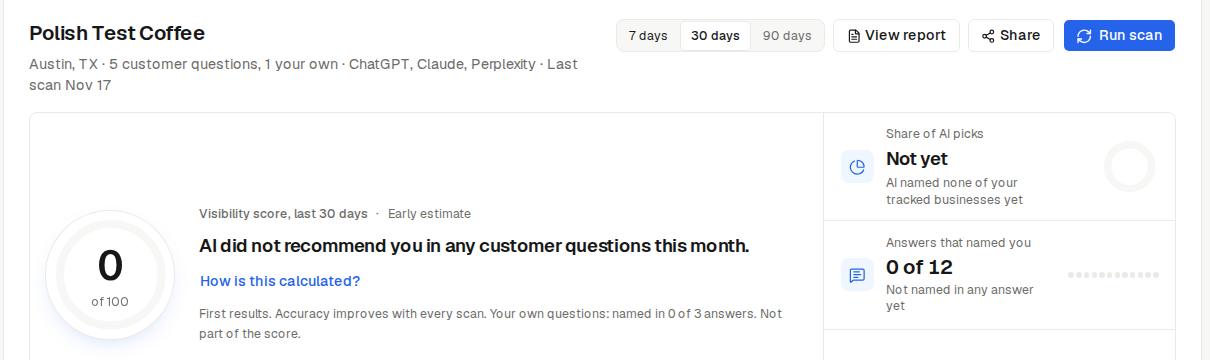 Polish Test Coffee
7 days
30 days
90 days
View report
Share
Run scan
Austin, TX · 5 customer questions, 1 your own · ChatGPT, Claude, Perplexity · Last
scan Nov 17
0
of 100
Visibility score, last 30 days · Early estimate
AI did not recommend you in any customer questions this month.
How is this calculated?
First results. Accuracy improves with every scan. Your own questions: named in 0 of 3 answers. Not
part of the score.
Share of AI picks
Not yet
AI named none of your
tracked businesses yet
Answers that named you
0 of 12
Not named in any answer
yet